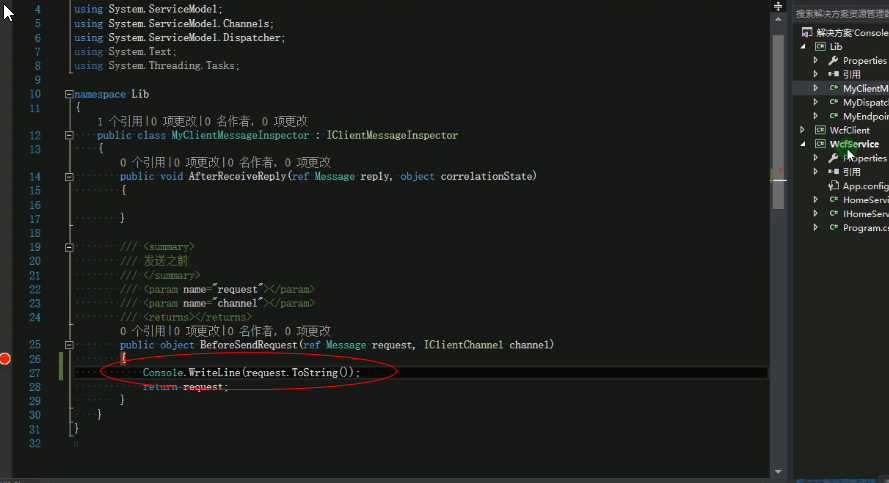 4 using System.ServiceModel;
5 using System.ServiceModel.Channels;
6 using System.ServiceModel.Dispatcher;
7 using System.Text;
8 using System.Threading.Tasks;
9
10 namespace Lib
11 {
1 个引用|0 项更改|0 名作者, 0 项更改
12 public class MyClientMessageInspector : IClientMessageInspector
13 {
0 个引用|0 项更改|0 名作者, 0 项更改
14 public void AfterReceiveReply(ref Message reply, object correlationState)
15 {
16
17 }
18
19 /// <summary>
20 /// 发送之前
21 /// </summary>
22 /// <param name="request"></param>
23 /// <param name="channel"></param>
24 /// <returns></returns>
0 个引用|0 项更改|0 名作者, 0 项更改
25 public object BeforeSendRequest(ref Message request, IClientChannel channel)
26 {
27 Console.WriteLine(request.ToString());
28 return request;
29 }
30 }
31 }
32
搜索解决方案资源管理器
解决方案'Console
Lib
Properties
引用
MyClientM
MyDispatc
MyEndpoin
WcfClient
WcfService
Properties
引用
App.config
HomeServi
IHomeServ
Program.cs